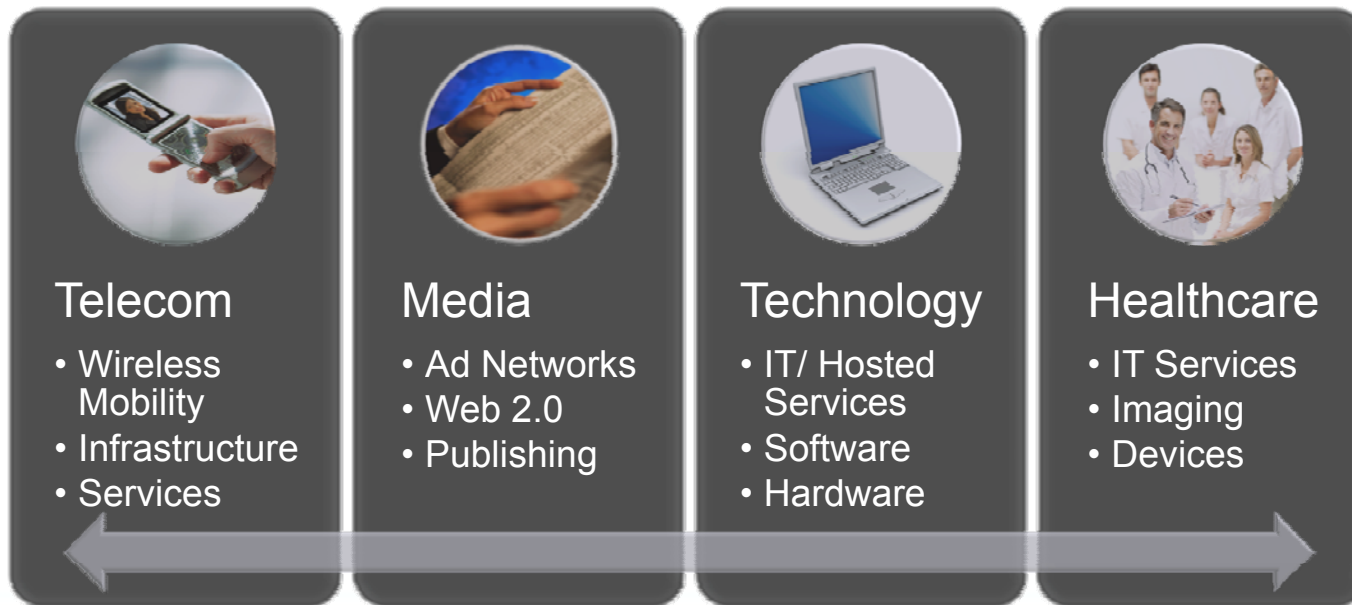 Telecom
• Wireless
Mobility
• Infrastructure
• Services
Media
• Ad Networks
• Web 2.0
• Publishing
Technology
• IT/ Hosted
Services
• Software
• Hardware
Healthcare
• IT Services
• Imaging
• Devices